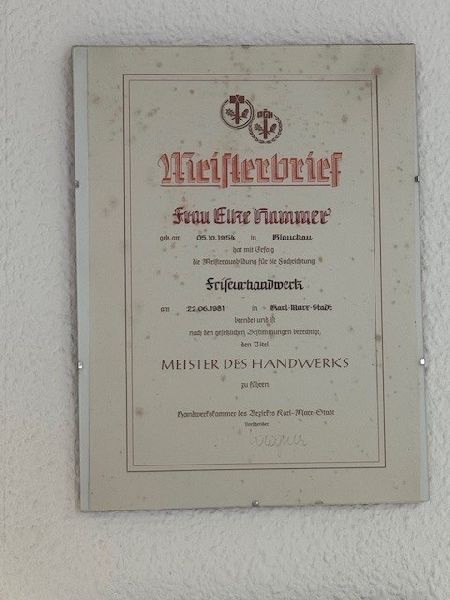 Meisterbrief
Frau Elke Hammer
geb. am 05.10.1954 in Glauchau
hat mit Erfolg
die Meisterausbildung für die Fachrichtung
Friseurhandwerk
am 22.06.1981 in Karl-Marx-Stadt
beendet und ist
nach den gesetzlichen Bestimmungen berechtigt,
den Titel
MEISTER DES HANDWERKS
zu führen
Handwerkskammer des Bezirkes Karl-Marx-Stadt
Vorsitzender